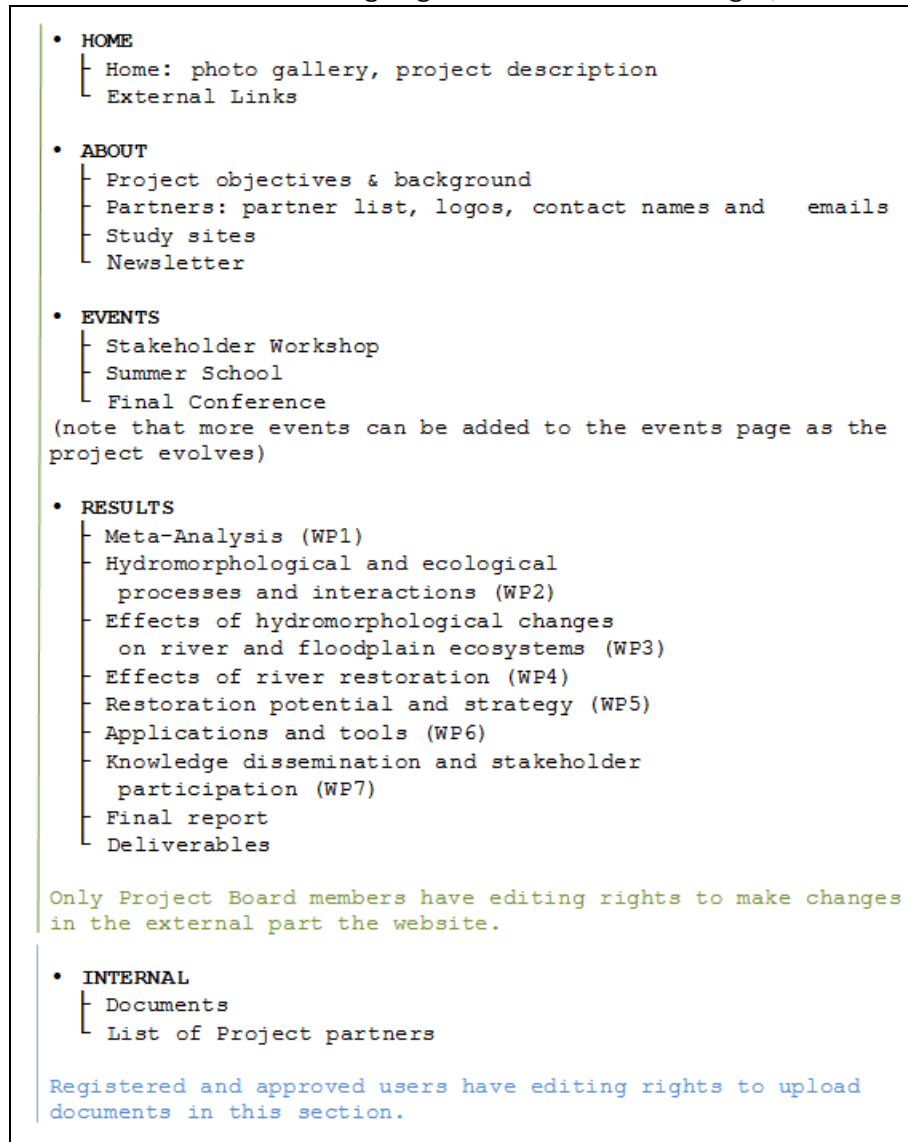 • HOME
├ Home: photo gallery, project description
└ External Links
• ABOUT
├ Project objectives & background
├ Partners: partner list, logos, contact names and   emails
├ Study sites
└ Newsletter
• EVENTS
├ Stakeholder Workshop
├ Summer School
└ Final Conference
(note that more events can be added to the events page as the
project evolves)
• RESULTS
├ Meta-Analysis (WP1)
├ Hydromorphological and ecological
processes and interactions (WP2)
├ Effects of hydromorphological changes
on river and floodplain ecosystems (WP3)
├ Effects of river restoration (WP4)
├ Restoration potential and strategy (WP5)
├ Applications and tools (WP6)
├ Knowledge dissemination and stakeholder
participation (WP7)
├ Final report
└ Deliverables
Only Project Board members have editing rights to make changes
in the external part the website.
• INTERNAL
├ Documents
└ List of Project partners
Registered and approved users have editing rights to upload
documents in this section.